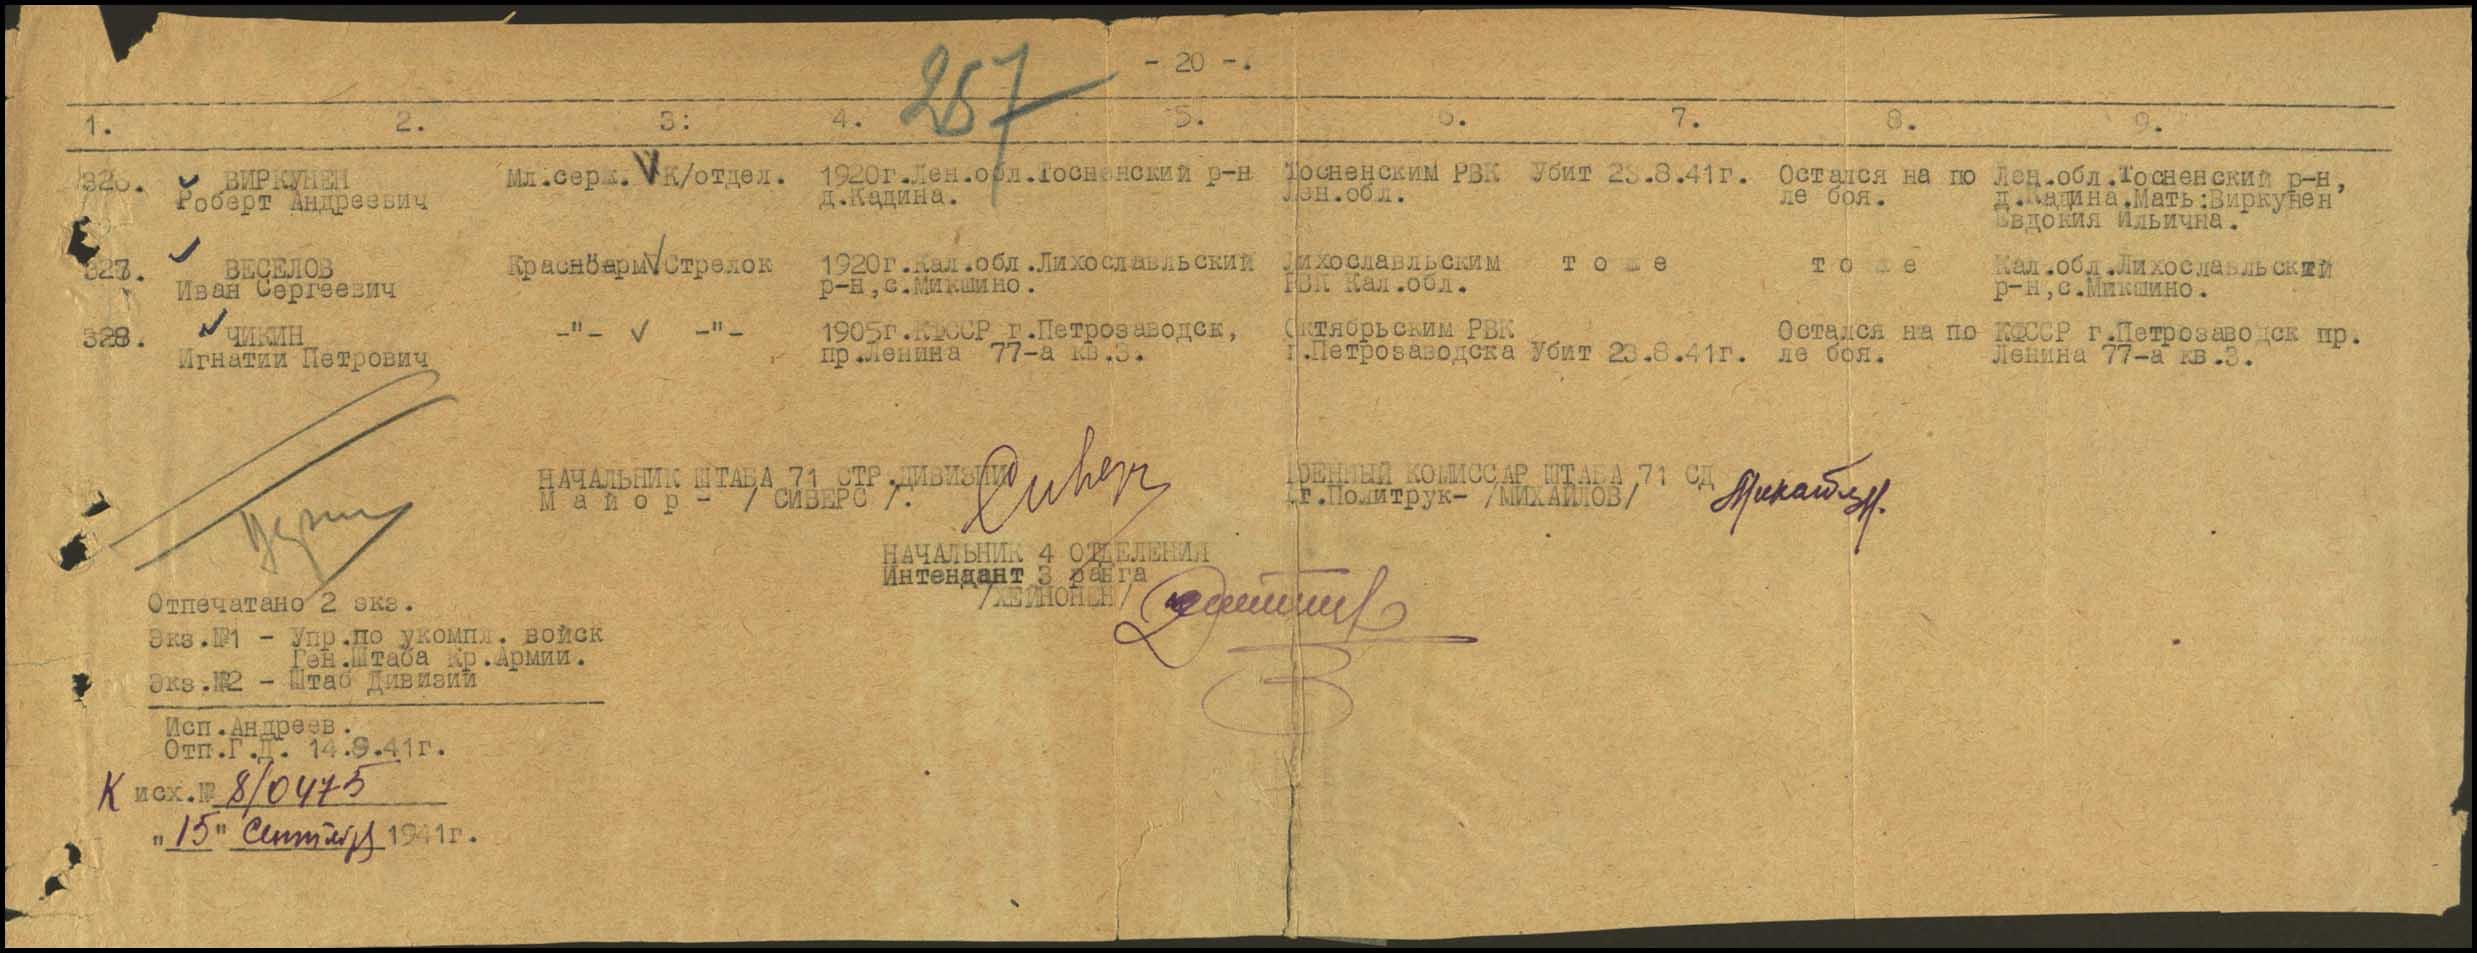 257
- 20 -.
1. 2. 3: 4. 5. 6. 7. 8. 9.
326. ВИРКУНЕН Мл.серж. К/отдел. 1920г.Лен.обл.Тосненский р-н Тосненским РВК Убит 23.8.41г. Остался на по Лен.обл.Тосненский р-н,
Роберт Андреевич д.Кадина. Лен.обл. ле боя. д.Кадина.Мать:Виркунен
Евдокия Ильична.
327. ВЕСЕЛОВ Красноарм Стрелок 1920г.Кал.обл.Лихославльский Лихославльским т о ж е т о ж е Кал.обл.Лихославльский
Иван Сергеевич р-н,с.Микшино. РВК Кал.обл. р-н,с.Микшино.
328. ЧИКИН -"- -"- 1905г.КФССР г.Петрозаводск, Октябрьским РВК Остался на по КФССР г.Петрозаводск пр.
Игнатий Петрович пр.Ленина 77-а кв.3. г.Петрозаводска Убит 23.8.41г. ле боя. Ленина 77-а кв.3.
НАЧАЛЬНИК ШТАБА 71 СТР.ДИВИЗИИ ВОЕННЫЙ КОМИССАР ШТАБА 71 СД
М а й о р - / СИВЕРС /. Ст.Политрук- /МИХАЙЛОВ/
НАЧАЛЬНИК 4 ОТДЕЛЕНИЯ
Интендант 3 ранга
/ХЕЙНОНЕН/
Отпечатано 2 экз.
Экз.№1 - Упр.по укомпл. войск
Ген.Штаба Кр.Армии.
Экз.№2 - Штаб Дивизии
Исп.Андреев.
Отп.Г.Д. 14.9.41г.
К исх.№ 8/0475
"15" Сентября 1941г.